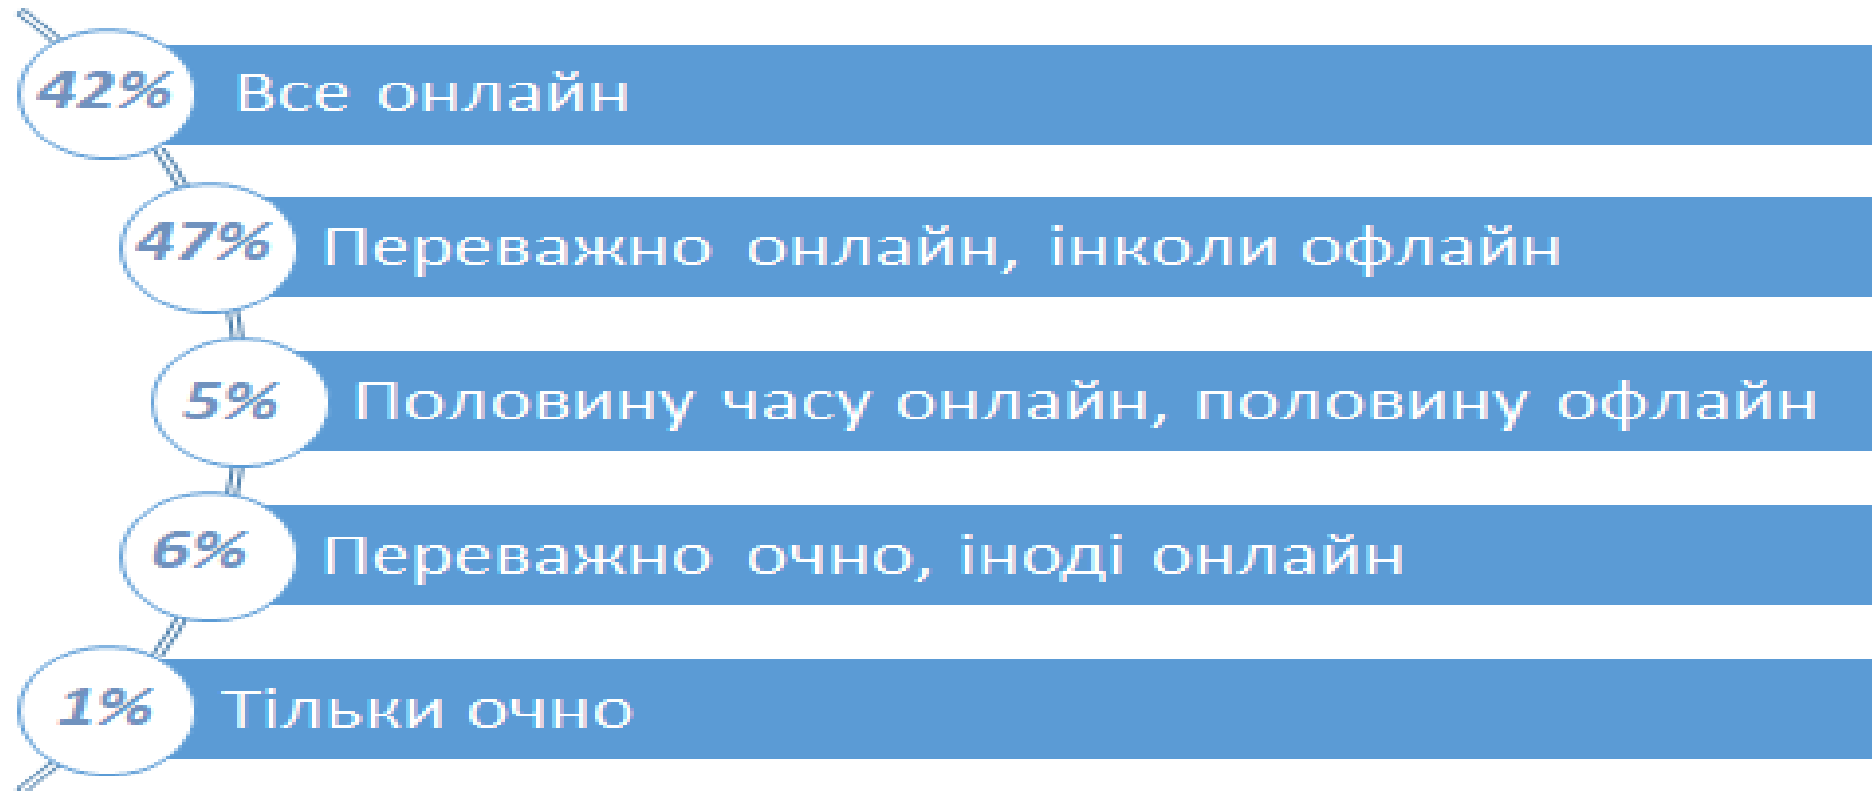 42% Все онлайн
47% Переважно онлайн, інколи офлайн
5% Половину часу онлайн, половину офлайн
6% Переважно очно, іноді онлайн
1% Тільки очно